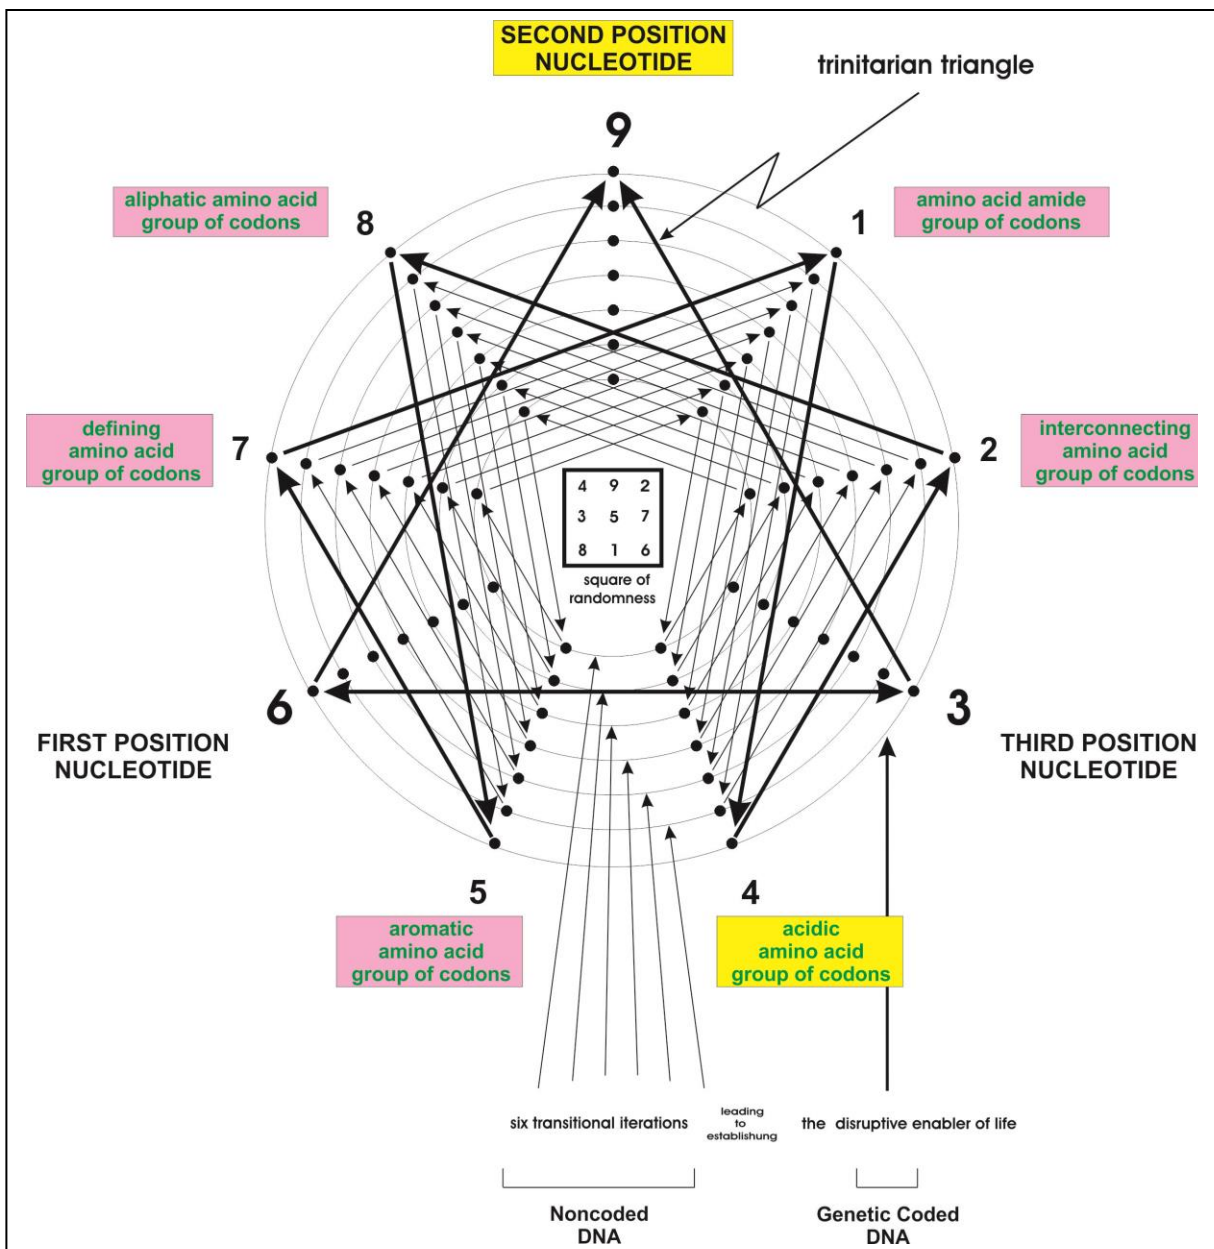 SECOND POSITION
NUCLEOTIDE
trinitarian triangle
9
aliphatic amino acid
group of codons
8
1
amino acid amide
group of codons
defining
amino acid
group of codons
7
2
interconnecting
amino acid
group of codons
4 9 2
3 5 7
8 1 6
square of
randomness
6
3
FIRST POSITION
NUCLEOTIDE
THIRD POSITION
NUCLEOTIDE
5
4
aromatic
amino acid
group of codons
acidic
amino acid
group of codons
six transitional iterations
leading
to
establishung
the disruptive enabler of life
Noncoded
DNA
Genetic Coded
DNA